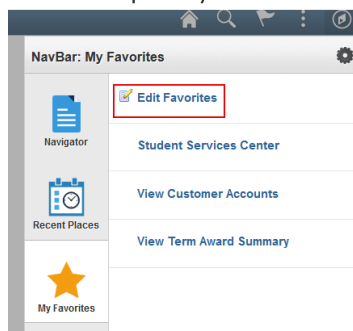 NavBar: My Favorites
Edit Favorites
Navigator
Student Services Center
View Customer Accounts
Recent Places
View Term Award Summary
My Favorites